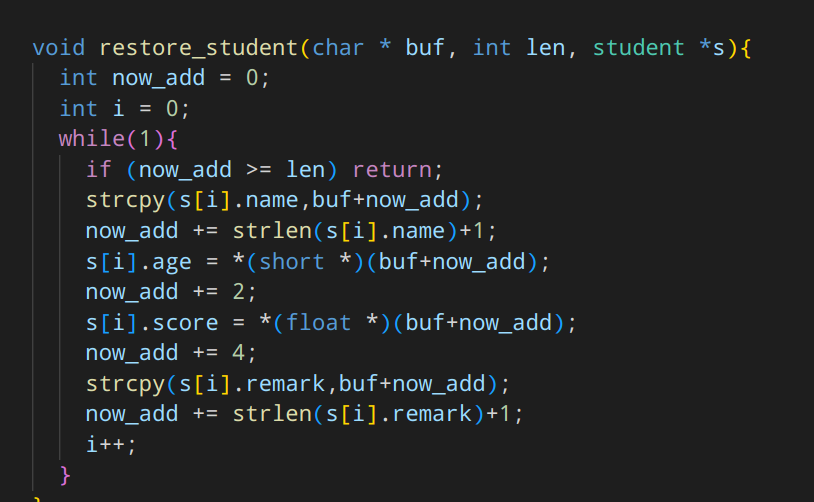 void restore_student(char * buf, int len, student *s){
int now_add = 0;
int i = 0;
while(1){
if (now_add >= len) return;
strcpy(s[i].name,buf+now_add);
now_add += strlen(s[i].name)+1;
s[i].age = *(short *)(buf+now_add);
now_add += 2;
s[i].score = *(float *)(buf+now_add);
now_add += 4;
strcpy(s[i].remark,buf+now_add);
now_add += strlen(s[i].remark)+1;
i++;
}
}